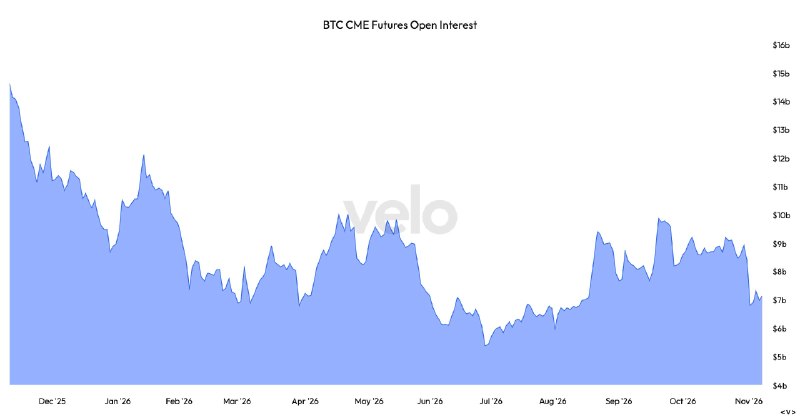 BTC CME Futures Open Interest
$16b
$15b
$14b
$13b
$12b
$11b
$10b
$9b
$8b
$7b
$6b
$5b
$4b
velo
Dec '25 Jan '26 Feb '26 Mar '26 Apr '26 May '26 Jun '26 Jul '26 Aug '26 Sep '26 Oct '26 Nov '26
<v>